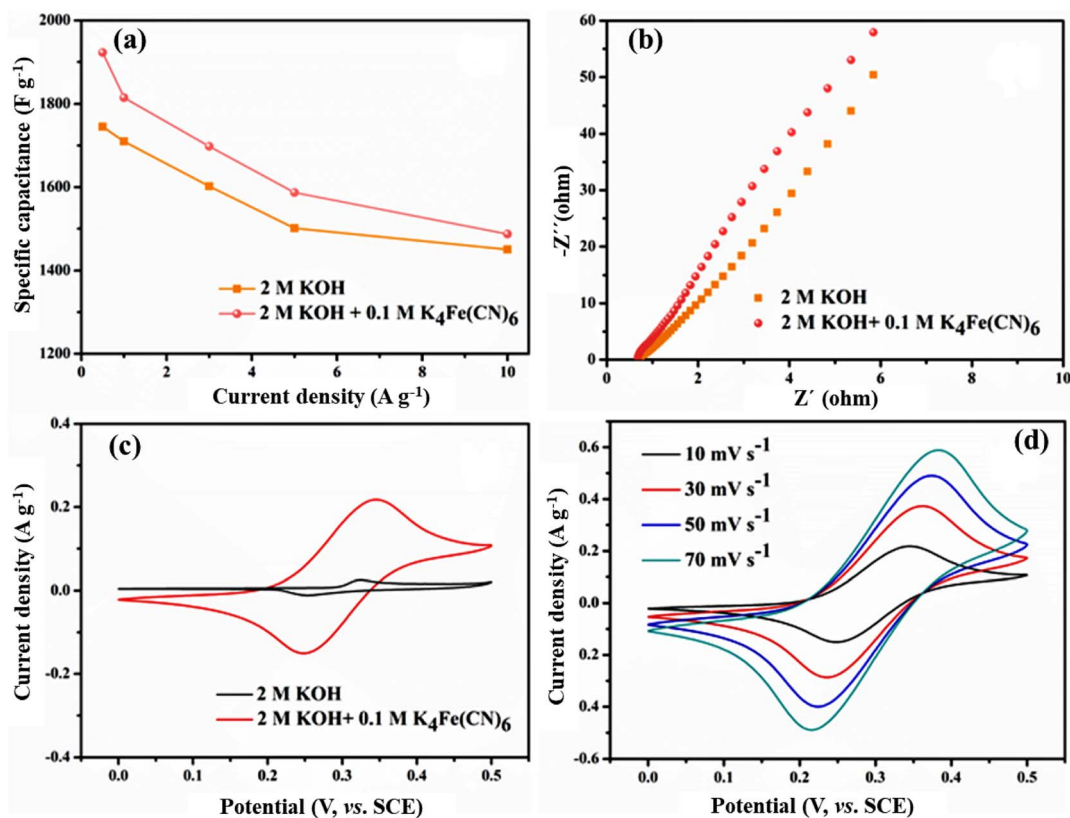 (a)
Specific capacitance (F g⁻¹)
2000
1800
1600
1400
1200
2 M KOH
2 M KOH + 0.1 M K₄Fe(CN)₆
0 2 4 6 8 10
Current density (A g⁻¹)
(b)
-Z´´(ohm)
60
50
40
30
20
10
0
2 M KOH
2 M KOH+ 0.1 M K₄Fe(CN)₆
0 2 4 6 8 10
Z´ (ohm)
(c)
Current density (A g⁻¹)
0.4
0.2
0.0
-0.2
-0.4
2 M KOH
2 M KOH+ 0.1 M K₄Fe(CN)₆
0.0 0.1 0.2 0.3 0.4 0.5
Potential (V, vs. SCE)
(d)
Current density (A g⁻¹)
0.6
0.4
0.2
0.0
-0.2
-0.4
-0.6
10 mV s⁻¹
30 mV s⁻¹
50 mV s⁻¹
70 mV s⁻¹
0.0 0.1 0.2 0.3 0.4 0.5
Potential (V, vs. SCE)